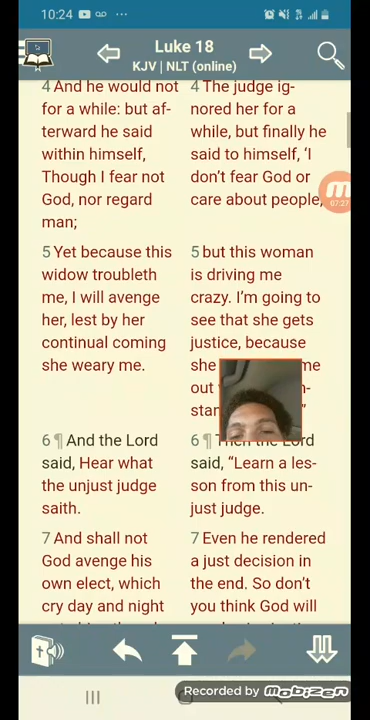 10:24
Luke 18
KJV | NLT (online)
4 And he would not
for a while: but af-
terward he said
within himself,
Though I fear not
God, nor regard
man;
5 Yet because this
widow troubleth
me, I will avenge
her, lest by her
continual coming
she weary me.
6 ¶ And the Lord
said, Hear what
the unjust judge
saith.
7 And shall not
God avenge his
own elect, which
cry day and night
4 The judge ig-
nored her for a
while, but finally he
said to himself, ‘I
don’t fear God or
care about people,
5 but this woman
is driving me
crazy. I’m going to
see that she gets
justice, because
she me
out
6 ¶ Then the Lord
said, “Learn a les-
son from this un-
just judge.
7 Even he rendered
a just decision in
the end. So don’t
you think God will
07:27
Recorded by mobizen